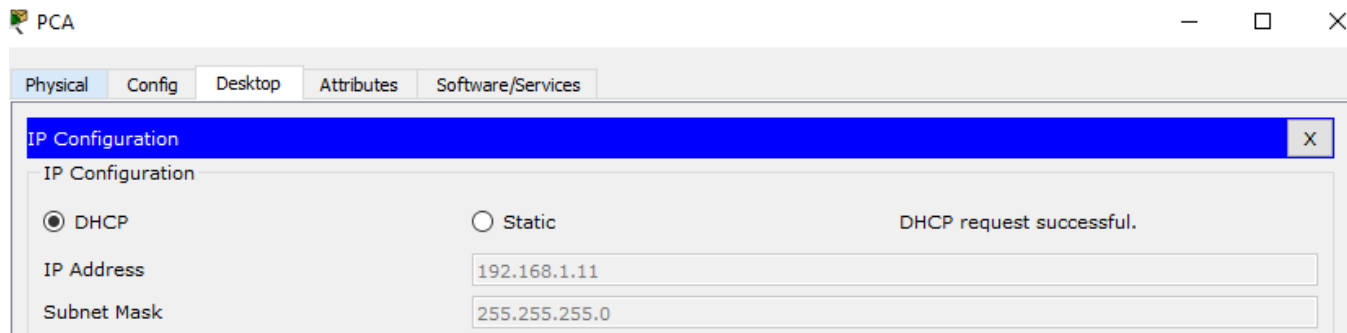 PCA
Physical Config Desktop Attributes Software/Services
IP Configuration X
IP Configuration
DHCP Static DHCP request successful.
IP Address 192.168.1.11
Subnet Mask 255.255.255.0